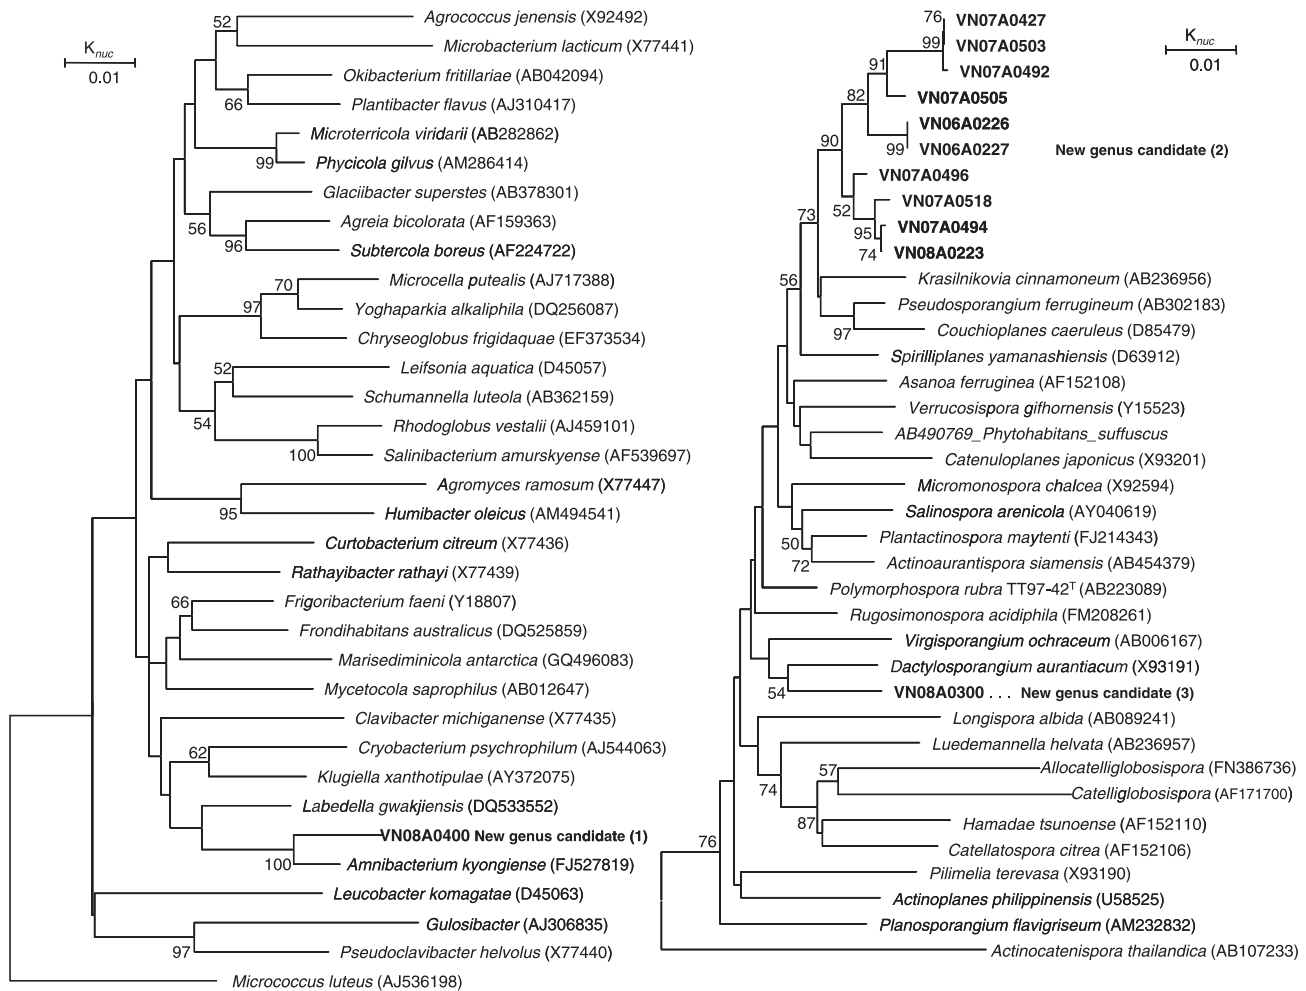 K nuc
0.01
52
Agrococcus jenensis (X92492)
Microbacterium lacticum (X77441)
Okibacterium fritillariae (AB042094)
66
Plantibacter flavus (AJ310417)
Microterricola viridarii (AB282862)
99
Phycicola gilvus (AM286414)
Glaciibacter superstes (AB378301)
56
Agreia bicolorata (AF159363)
96
Subtercola boreus (AF224722)
Microcella putealis (AJ717388)
70
97
Yoghaparkia alkaliphila (DQ256087)
Chryseoglobus frigidaquae (EF373534)
52
Leifsonia aquatica (D45057)
Schumannella luteola (AB362159)
54
Rhodoglobus vestalii (AJ459101)
100
Salinibacterium amurskyense (AF539697)
Agromyces ramosum (X77447)
95
Humibacter oleicus (AM494541)
Curtobacterium citreum (X77436)
Rathayibacter rathayi (X77439)
66
Frigoribacterium faeni (Y18807)
Frondihabitans australicus (DQ525859)
Marisediminicola antarctica (GQ496083)
Mycetocola saprophilus (AB012647)
Clavibacter michiganense (X77435)
62
Cryobacterium psychrophilum (AJ544063)
Klugiella xanthotipulae (AY372075)
Labedella gwakjiensis (DQ533552)
VN08A0400 New genus candidate (1)
100
Amnibacterium kyongiense (FJ527819)
Leucobacter komagatae (D45063)
Gulosibacter (AJ306835)
97
Pseudoclavibacter helvolus (X77440)
Micrococcus luteus (AJ536198)
K nuc
0.01
76
VN07A0427
99
VN07A0503
91
VN07A0492
82
VN07A0505
VN06A0226
90
99
VN06A0227
New genus candidate (2)
VN07A0496
52
VN07A0518
73
95
VN07A0494
74
VN08A0223
56
Krasilnikovia cinnamoneum (AB236956)
Pseudosporangium ferrugineum (AB302183)
97
Couchioplanes caeruleus (D85479)
Spirilliplanes yamanashiensis (D63912)
Asanoa ferruginea (AF152108)
Verrucosispora gifhornensis (Y15523)
AB490769_Phytohabitans_suffuscus
Catenuloplanes japonicus (X93201)
Micromonospora chalcea (X92594)
Salinospora arenicola (AY040619)
50
Plantactinospora maytenti (FJ214343)
72
Actinoaurantispora siamensis (AB454379)
Polymorphospora rubra TT97-42ᵀ (AB223089)
Rugosimonospora acidiphila (FM208261)
Virgisporangium ochraceum (AB006167)
Dactylosporangium aurantiacum (X93191)
54
VN08A0300 . . . New genus candidate (3)
Longispora albida (AB089241)
Luedemannella helvata (AB236957)
57
Allocatelliglobosispora (FN386736)
74
Catelliglobosispora (AF171700)
87
Hamadae tsunoense (AF152110)
76
Catellatospora citrea (AF152106)
Pilimelia terevasa (X93190)
Actinoplanes philippinensis (U58525)
Planosporangium flavigriseum (AM232832)
Actinocatenispora thailandica (AB107233)